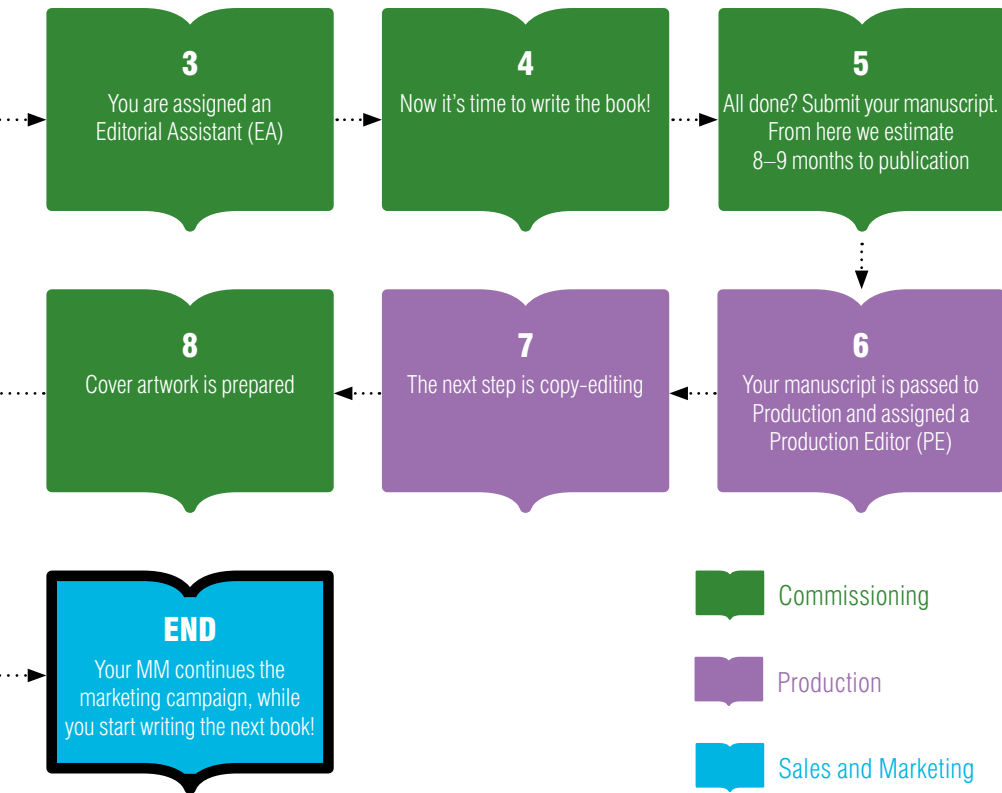 3
You are assigned an
Editorial Assistant (EA)
4
Now it's time to write the book!
5
All done? Submit your manuscript.
From here we estimate
8–9 months to publication
8
Cover artwork is prepared
7
The next step is copy-editing
6
Your manuscript is passed to
Production and assigned a
Production Editor (PE)
END
Your MM continues the
marketing campaign, while
you start writing the next book!
Commissioning
Production
Sales and Marketing